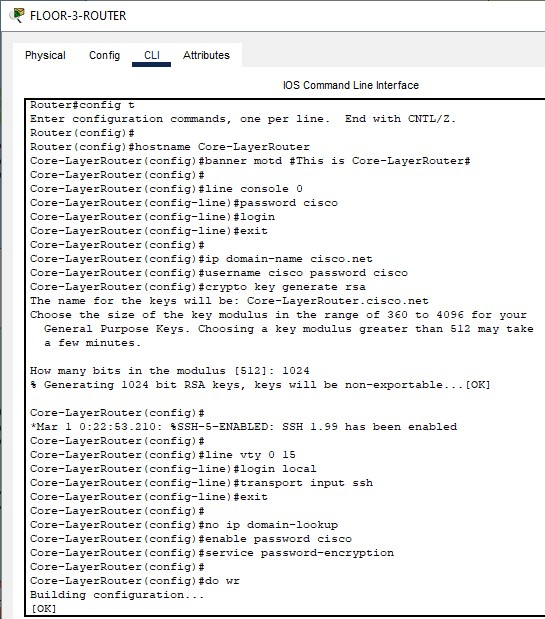 FLOOR-3-ROUTER
Physical Config CLI Attributes
IOS Command Line Interface
Router#config t
Enter configuration commands, one per line.  End with CNTL/Z.
Router(config)#
Router(config)#hostname Core-LayerRouter
Core-LayerRouter(config)#banner motd #This is Core-LayerRouter#
Core-LayerRouter(config)#
Core-LayerRouter(config)#line console 0
Core-LayerRouter(config-line)#password cisco
Core-LayerRouter(config-line)#login
Core-LayerRouter(config-line)#exit
Core-LayerRouter(config)#
Core-LayerRouter(config)#ip domain-name cisco.net
Core-LayerRouter(config)#username cisco password cisco
Core-LayerRouter(config)#crypto key generate rsa
The name for the keys will be: Core-LayerRouter.cisco.net
Choose the size of the key modulus in the range of 360 to 4096 for your
  General Purpose Keys. Choosing a key modulus greater than 512 may take
  a few minutes.

How many bits in the modulus [512]: 1024
% Generating 1024 bit RSA keys, keys will be non-exportable...[OK]

Core-LayerRouter(config)#
*Mar 1 0:22:53.210: %SSH-5-ENABLED: SSH 1.99 has been enabled
Core-LayerRouter(config)#
Core-LayerRouter(config)#line vty 0 15
Core-LayerRouter(config-line)#login local
Core-LayerRouter(config-line)#transport input ssh
Core-LayerRouter(config-line)#exit
Core-LayerRouter(config)#
Core-LayerRouter(config)#no ip domain-lookup
Core-LayerRouter(config)#enable password cisco
Core-LayerRouter(config)#service password-encryption
Core-LayerRouter(config)#
Core-LayerRouter(config)#do wr
Building configuration...
[OK]